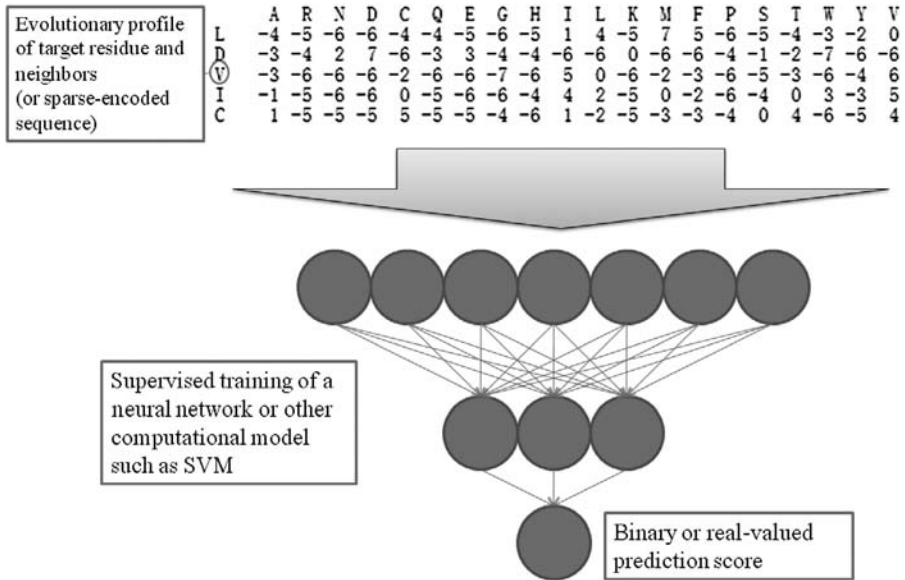 Evolutionary profile
of target residue and
neighbors
(or sparse-encoded
sequence)
A R N D C Q E G H I L K M F P S T W Y V
L -4 -5 -6 -6 -4 -4 -5 -6 -5 1 4 -5 7 5 -6 -5 -4 -3 -2 0
D -3 -4 2 7 -6 -3 3 -4 -4 -6 -6 0 -6 -6 -4 -1 -2 -7 -6 -6
V -3 -6 -6 -6 -2 -6 -6 -7 -6 5 0 -6 -2 -3 -6 -5 -3 -6 -4 6
I -1 -5 -6 -6 0 -5 -6 -6 -4 4 2 -5 0 -2 -6 -4 0 3 -3 5
C 1 -5 -5 -5 5 -5 -5 -4 -6 1 -2 -5 -3 -3 -4 0 4 -6 -5 4
Supervised training of a
neural network or other
computational model
such as SVM
Binary or real-valued
prediction score